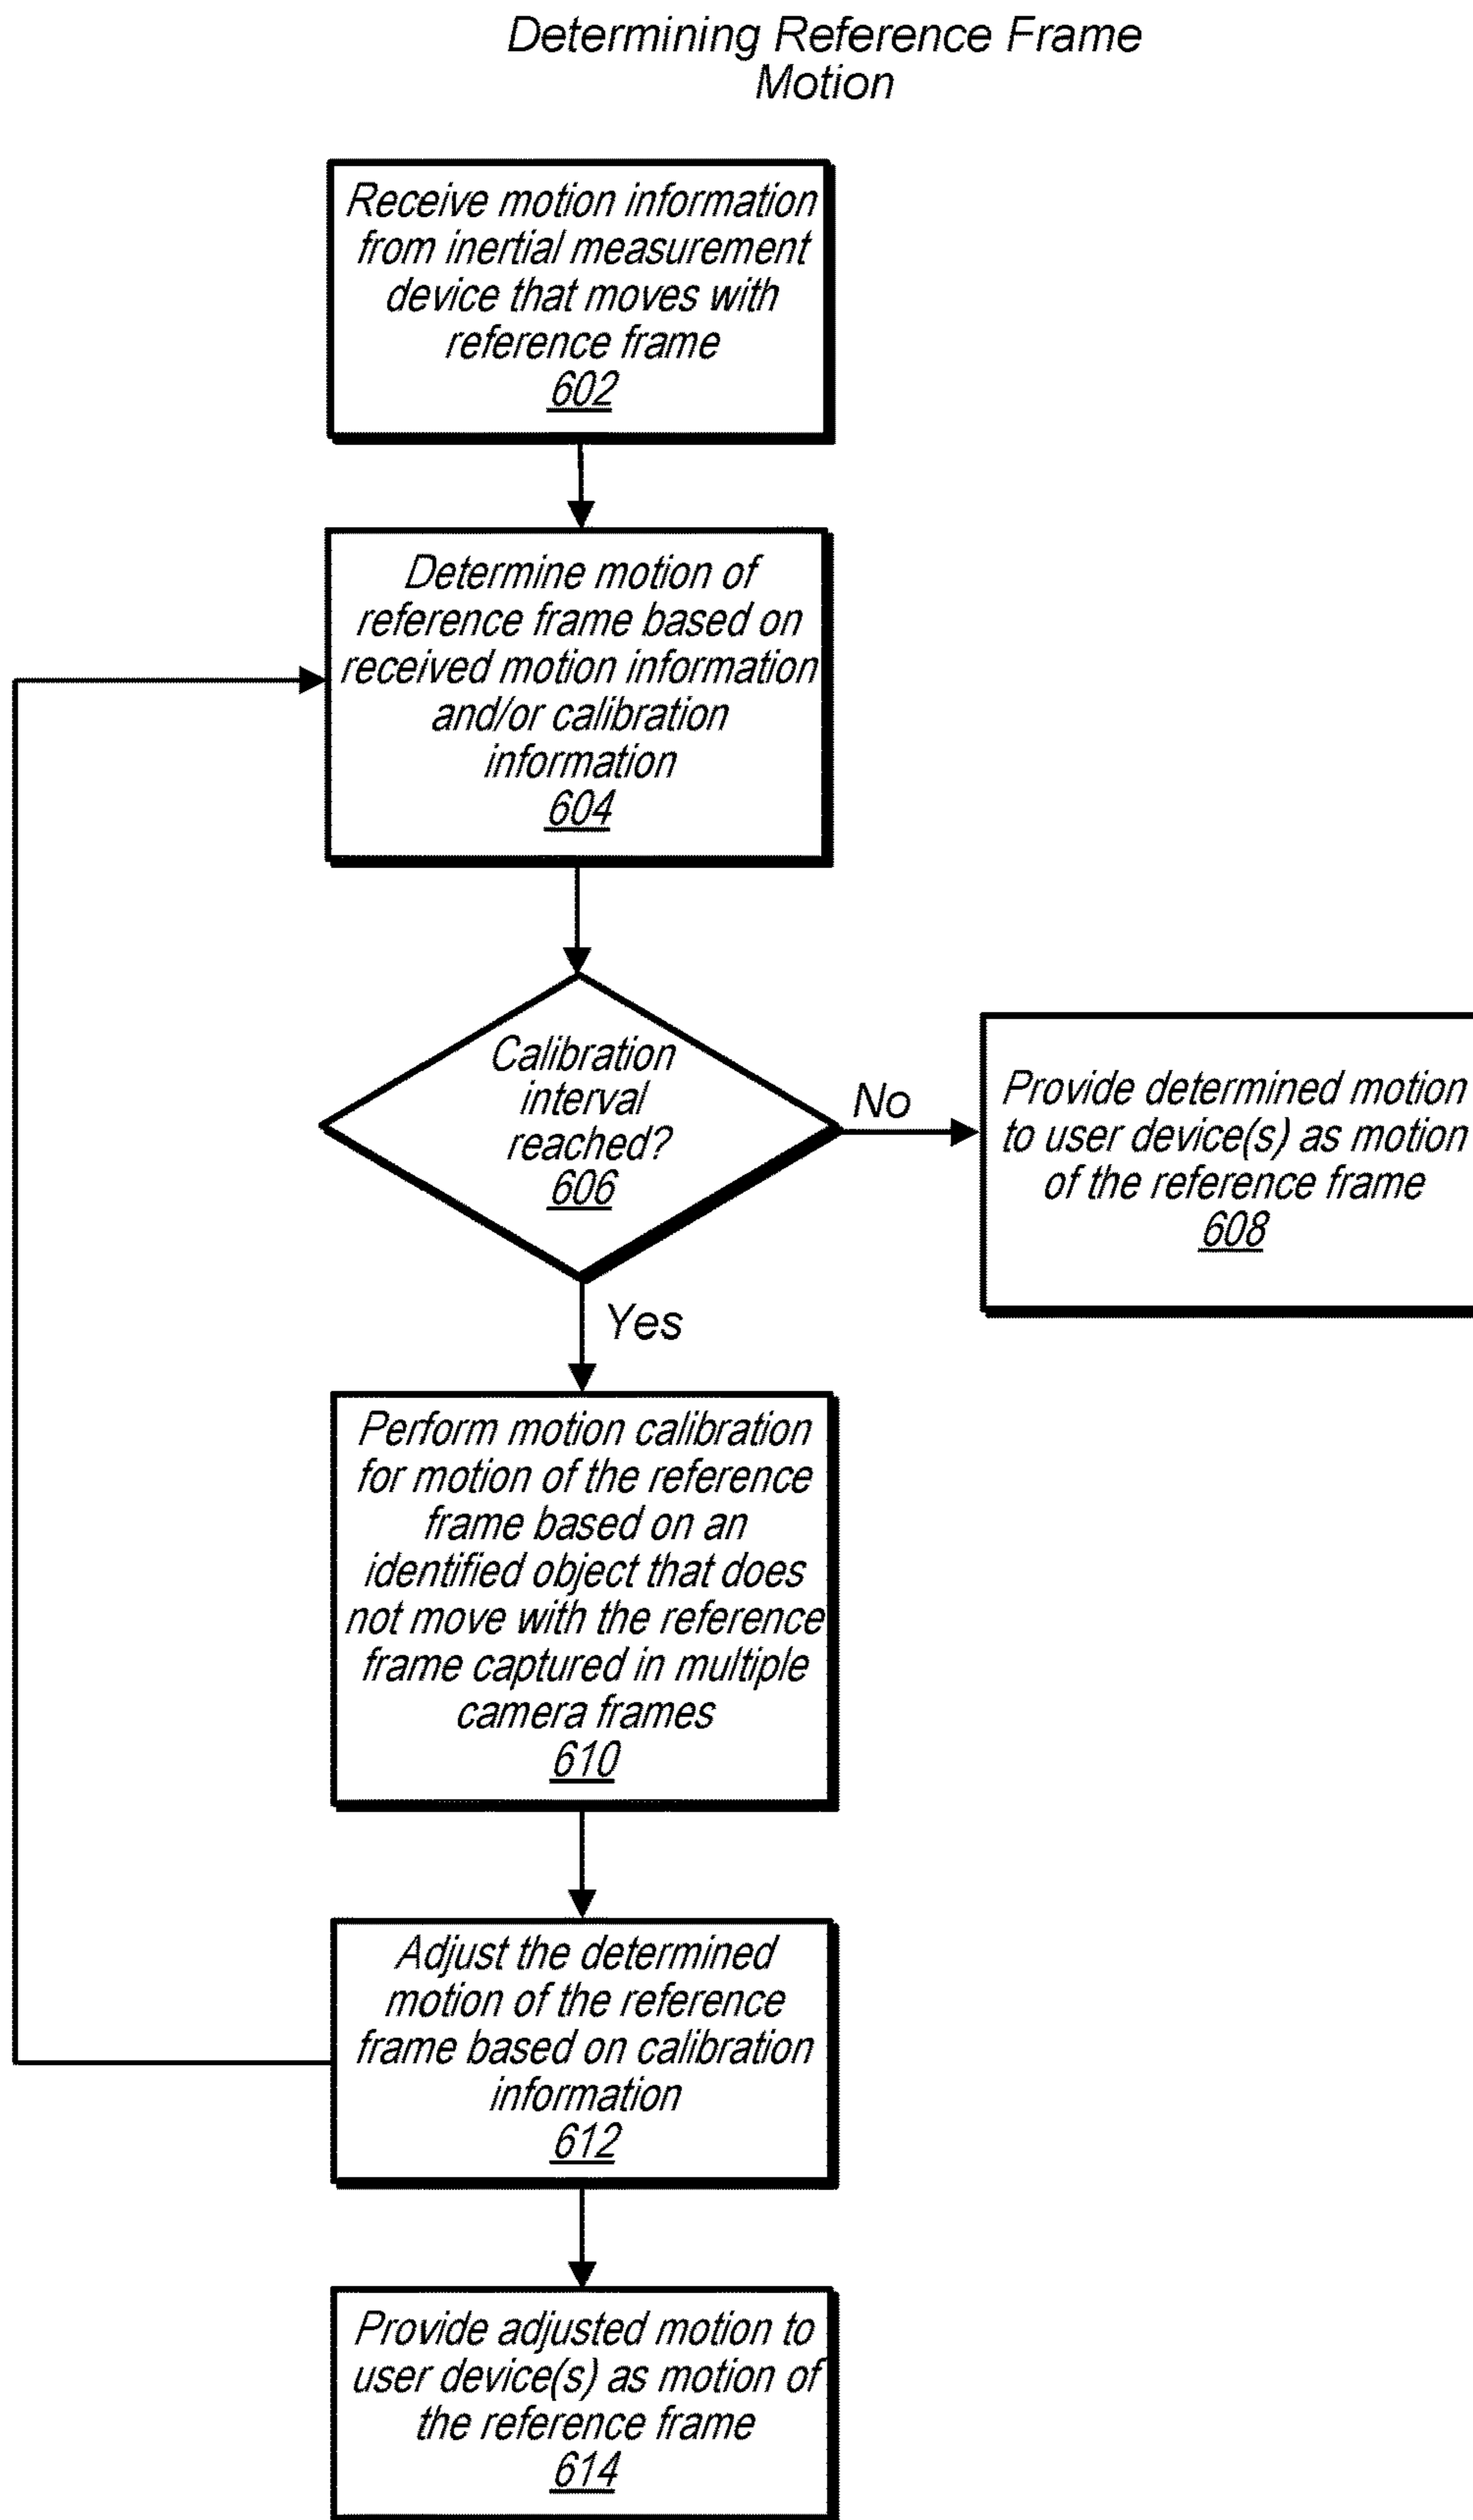 Determining Reference Frame
Motion
Receive motion information
from inertial measurement
device that moves with
reference frame
602
Determine motion of
reference frame based on
received motion information
and/or calibration
information
604
Calibration
interval
reached?
606
No
Provide determined motion
to user device(s) as motion
of the reference frame
608
Yes
Perform motion calibration
for motion of the reference
frame based on an
identified object that does
not move with the reference
frame captured in multiple
camera frames
610
Adjust the determined
motion of the reference
frame based on calibration
information
612
Provide adjusted motion to
user device(s) as motion of
the reference frame
614